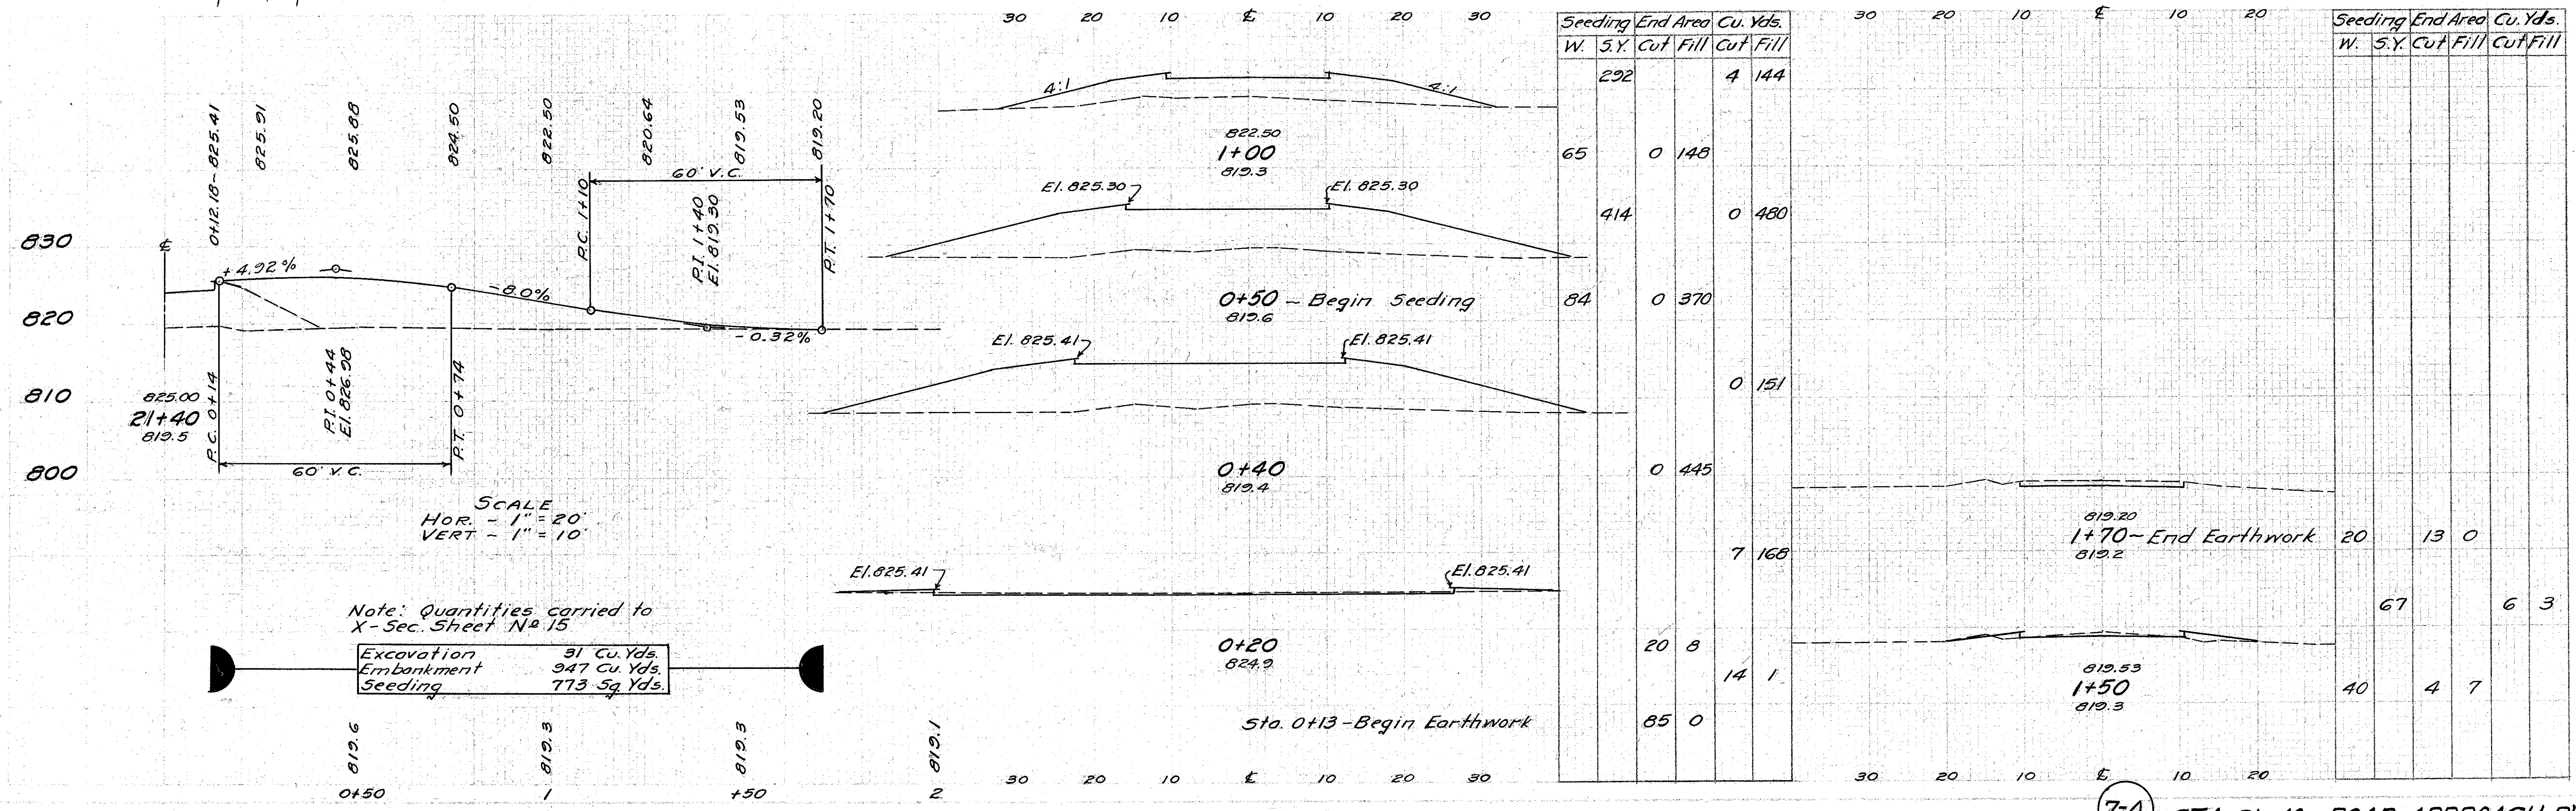 0+12.18-825.41
825.91
825.88
824.50
822.50
820.64
819.53
819.20
830
820
810
800
℄
+4.92%
-8.0%
-0.32%
60' V.C.
P.C. 1+10
P.I. 1+40
El. 819.30
P.T. 1+70
825.00
21+40
819.5
P.C. 0+14
P.I. 0+44
El. 826.98
P.T. 0+74
60' V.C.
SCALE
HOR. - 1" = 20'
VERT - 1" = 10'
Note: Quantities carried to
X-Sec. Sheet Nº 15
Excavation 31 Cu. Yds.
Embankment 947 Cu. Yds.
Seeding 773 Sq. Yds.
819.6
819.3
819.3
819.1
0+50
1
+50
2
30 20 10 ℄ 10 20 30
4:1
4:1
822.50
1+00
819.3
El. 825.30
El. 825.30
0+50 - Begin Seeding
819.6
El. 825.41
El. 825.41
0+40
819.4
El. 825.41
El. 825.41
0+20
824.9
Sta. 0+13 - Begin Earthwork
30 20 10 ℄ 10 20 30
Seeding End Area Cu. Yds.
W. S.Y. Cut Fill Cut Fill
292 4 144
65 0 148
414 0 480
84 0 370
0 151
0 445
7 168
20 8
14 1
85 0
30 20 10 ℄ 10 20
819.20
1+70 - End Earthwork
819.2
819.53
1+50
819.3
30 20 10 ℄ 10 20
Seeding End Area Cu. Yds.
W. S.Y. Cut Fill Cut Fill
20 13 0
67 6 3
40 4 7
7-A